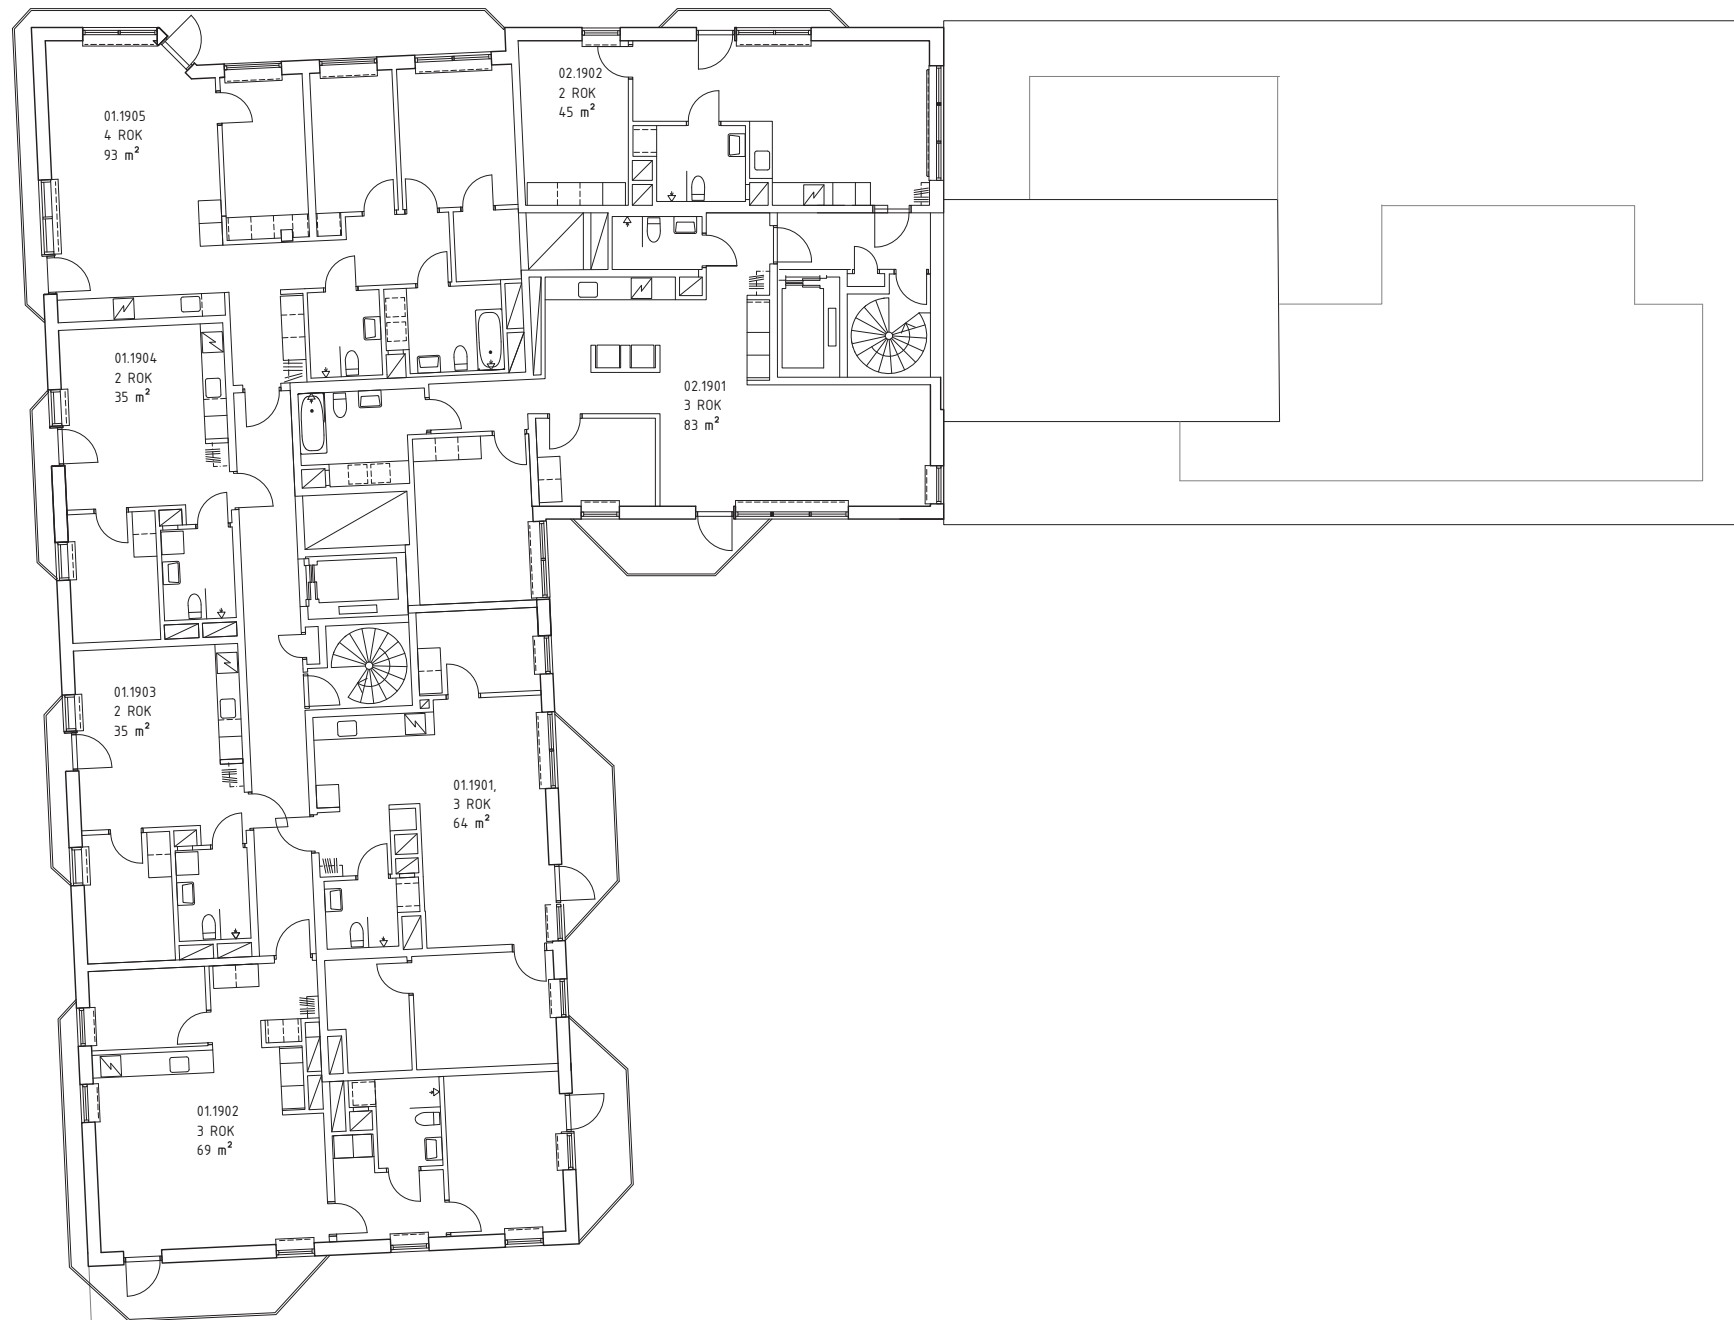 01.1905
4 ROK
93 m²
02.1902
2 ROK
45 m²
01.1904
2 ROK
35 m²
02.1901
3 ROK
83 m²
01.1903
2 ROK
35 m²
01.1901,
3 ROK
64 m²
01.1902
3 ROK
69 m²